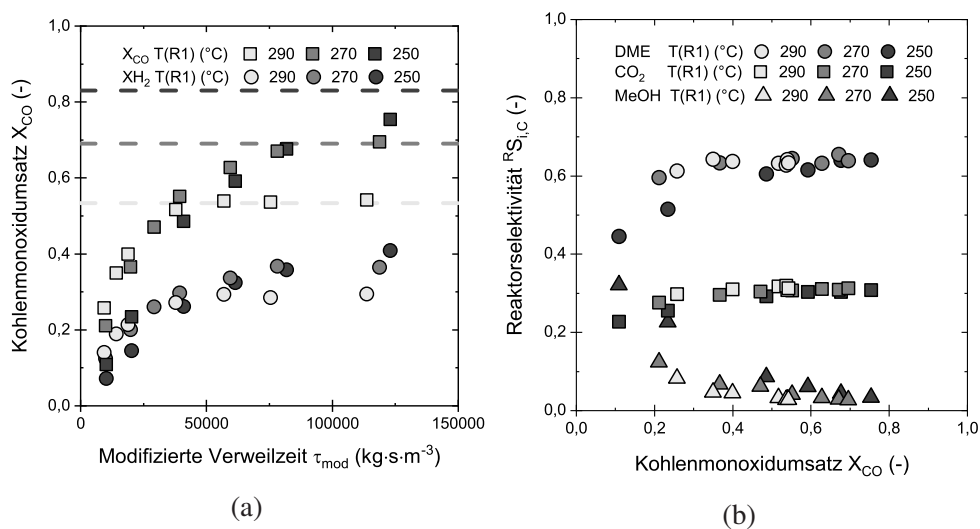 X_CO T(R1) (°C) 290 270 250
XH₂ T(R1) (°C) 290 270 250
1,0
0,8
0,6
0,4
0,2
0,0
0
50000
100000
150000
Kohlenmonoxidumsatz X_CO (-)
Modifizierte Verweilzeit τ_mod (kg·s·m⁻³)
(a)
DME T(R1) (°C) 290 270 250
CO₂ T(R1) (°C) 290 270 250
MeOH T(R1) (°C) 290 270 250
1,0
0,8
0,6
0,4
0,2
0,0
0,0
0,2
0,4
0,6
0,8
1,0
Reaktorselektivität ᴿS_i,C (-)
Kohlenmonoxidumsatz X_CO (-)
(b)